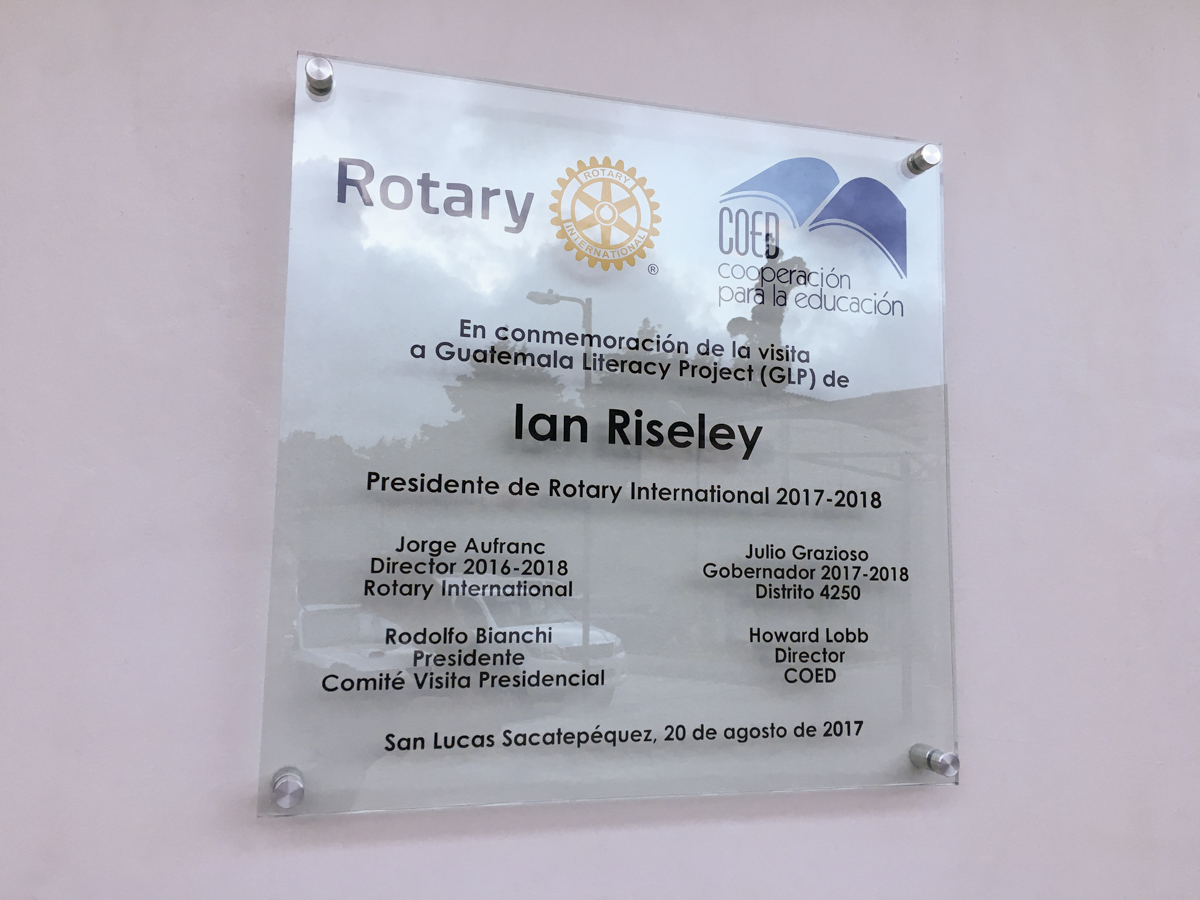 Rotary
ROTARY
INTERNATIONAL
®
COED
cooperación
para la educación
En conmemoración de la visita
a Guatemala Literacy Project (GLP) de
Ian Riseley
Presidente de Rotary International 2017-2018
Jorge Aufranc
Director 2016-2018
Rotary International
Julio Grazioso
Gobernador 2017-2018
Distrito 4250
Rodolfo Bianchi
Presidente
Comité Visita Presidencial
Howard Lobb
Director
COED
San Lucas Sacatepéquez, 20 de agosto de 2017